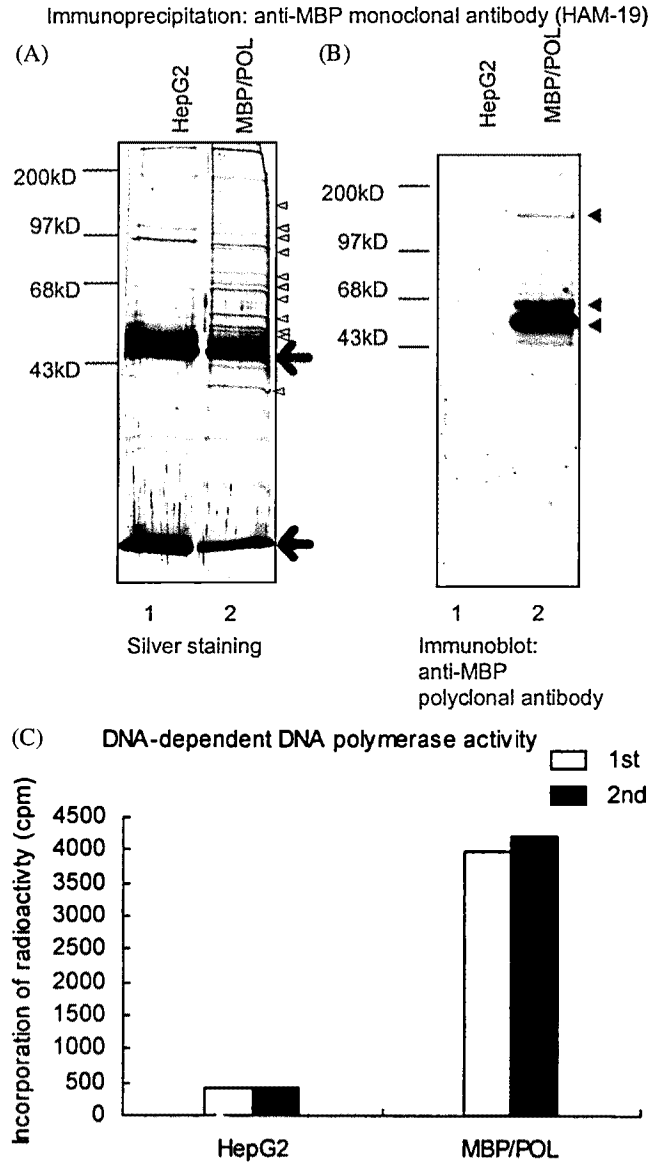 Immunoprecipitation: anti-MBP monoclonal antibody (HAM-19)
(A)
HepG2
MBP/POL
200kD
97kD
68kD
43kD
1 2
Silver staining
(B)
HepG2
MBP/POL
200kD
97kD
68kD
43kD
1 2
Immunoblot:
anti-MBP
polyclonal antibody
(C) DNA-dependent DNA polymerase activity
1st
2nd
Incorporation of radioactivty (cpm)
4500
4000
3500
3000
2500
2000
1500
1000
500
0
HepG2 MBP/POL